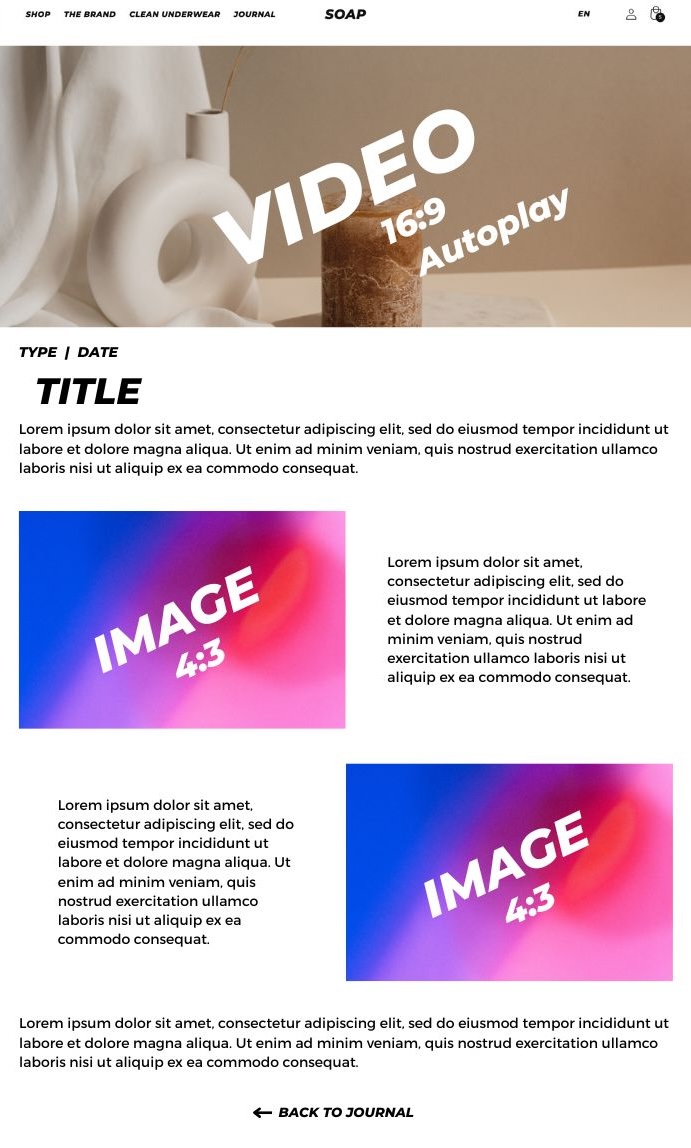 SHOP THE BRAND CLEAN UNDERWEAR JOURNAL SOAP EN
VIDEO
16:9
Autoplay
TYPE | DATE
TITLE
Lorem ipsum dolor sit amet, consectetur adipiscing elit, sed do eiusmod tempor incididunt ut
labore et dolore magna aliqua. Ut enim ad minim veniam, quis nostrud exercitation ullamco
laboris nisi ut aliquip ex ea commodo consequat.
IMAGE
4:3
Lorem ipsum dolor sit amet,
consectetur adipiscing elit, sed do
eiusmod tempor incididunt ut labore
et dolore magna aliqua. Ut enim ad
minim veniam, quis nostrud
exercitation ullamco laboris nisi ut
aliquip ex ea commodo consequat.
Lorem ipsum dolor sit amet,
consectetur adipiscing elit, sed do
eiusmod tempor incididunt ut
labore et dolore magna aliqua. Ut
enim ad minim veniam, quis
nostrud exercitation ullamco
laboris nisi ut aliquip ex ea
commodo consequat.
IMAGE
4:3
Lorem ipsum dolor sit amet, consectetur adipiscing elit, sed do eiusmod tempor incididunt ut
labore et dolore magna aliqua. Ut enim ad minim veniam, quis nostrud exercitation ullamco
laboris nisi ut aliquip ex ea commodo consequat.
BACK TO JOURNAL